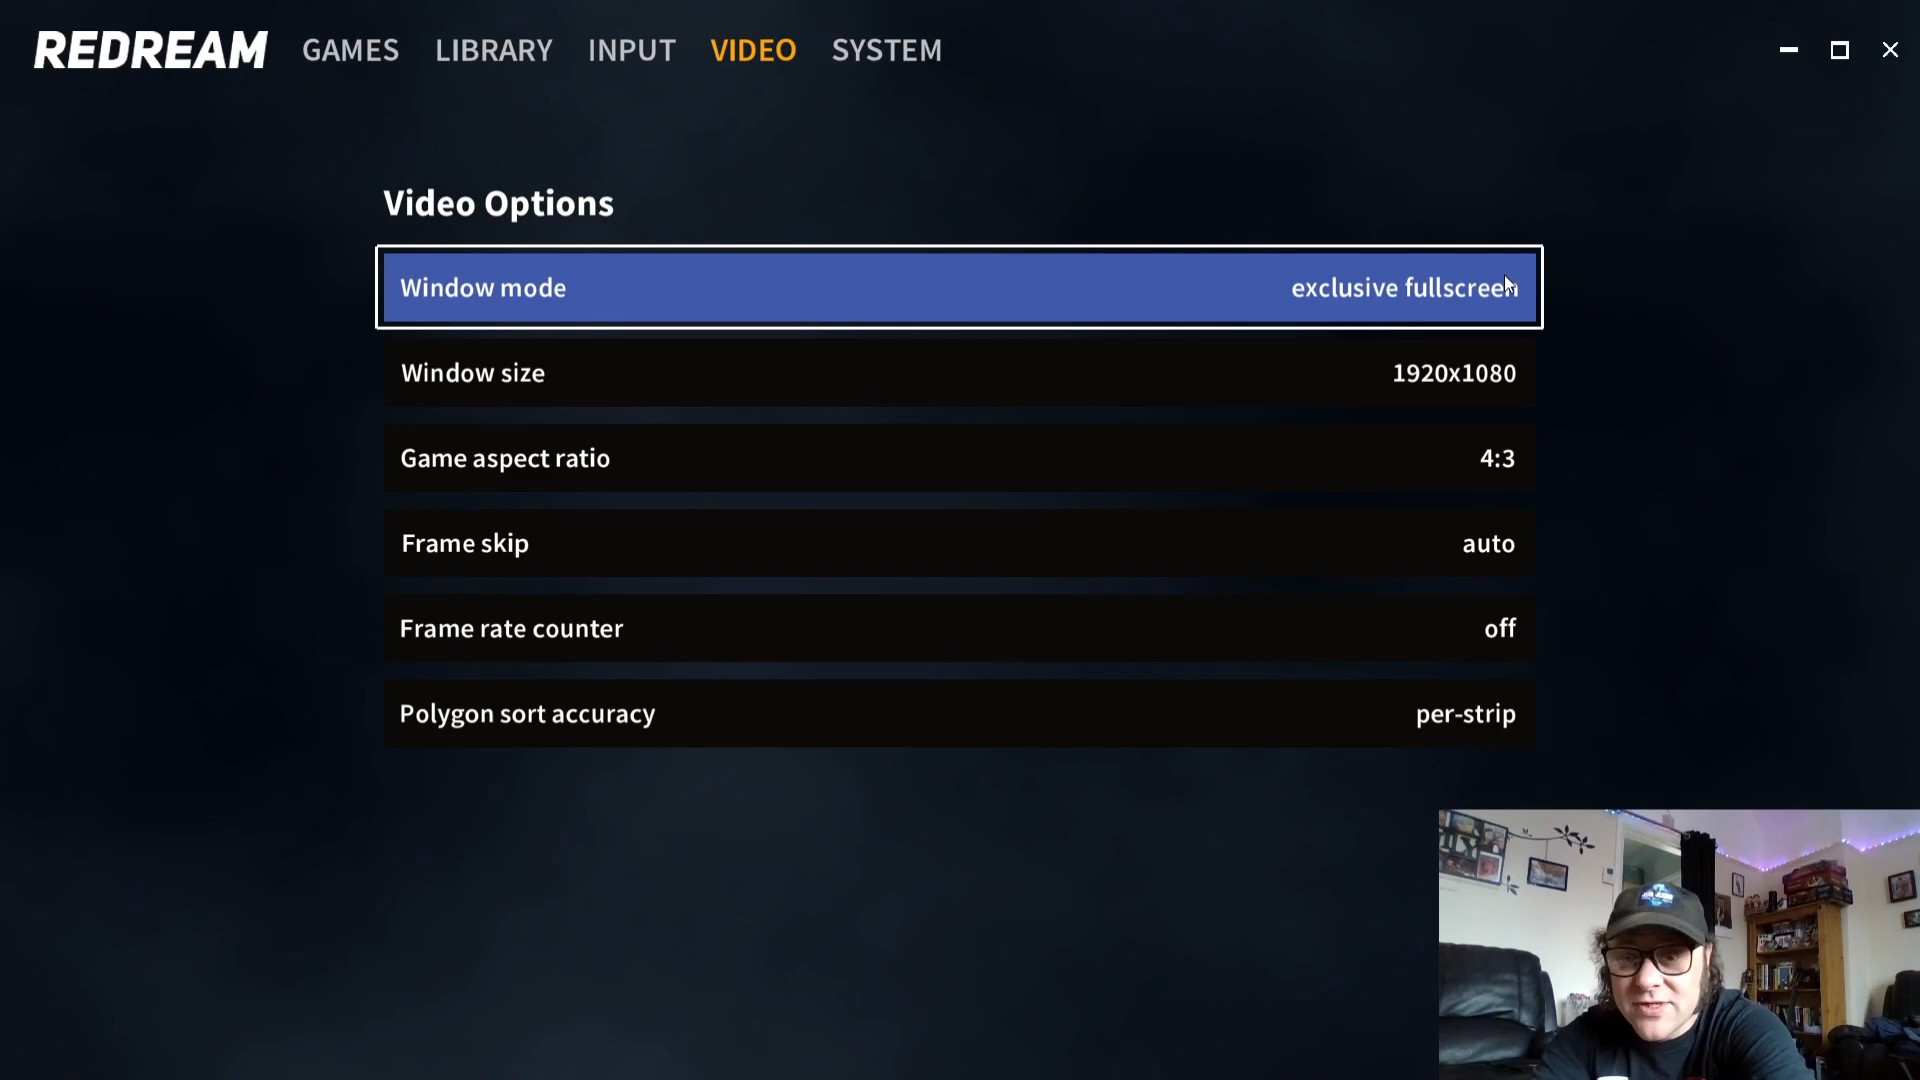 REDREAM GAMES LIBRARY INPUT VIDEO SYSTEM
Video Options
Window mode exclusive fullscreen
Window size 1920x1080
Game aspect ratio 4:3
Frame skip auto
Frame rate counter off
Polygon sort accuracy per-strip